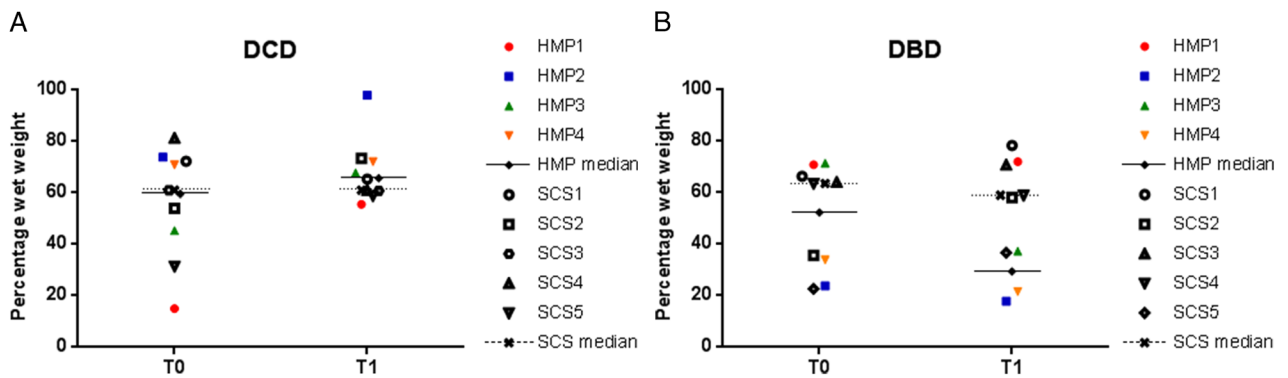 A
DCD
Percentage wet weight
100
80
60
40
20
0
T0
T1
HMP1
HMP2
HMP3
HMP4
HMP median
SCS1
SCS2
SCS3
SCS4
SCS5
SCS median
B
DBD
Percentage wet weight
100
80
60
40
20
0
T0
T1
HMP1
HMP2
HMP3
HMP4
HMP median
SCS1
SCS2
SCS3
SCS4
SCS5
SCS median